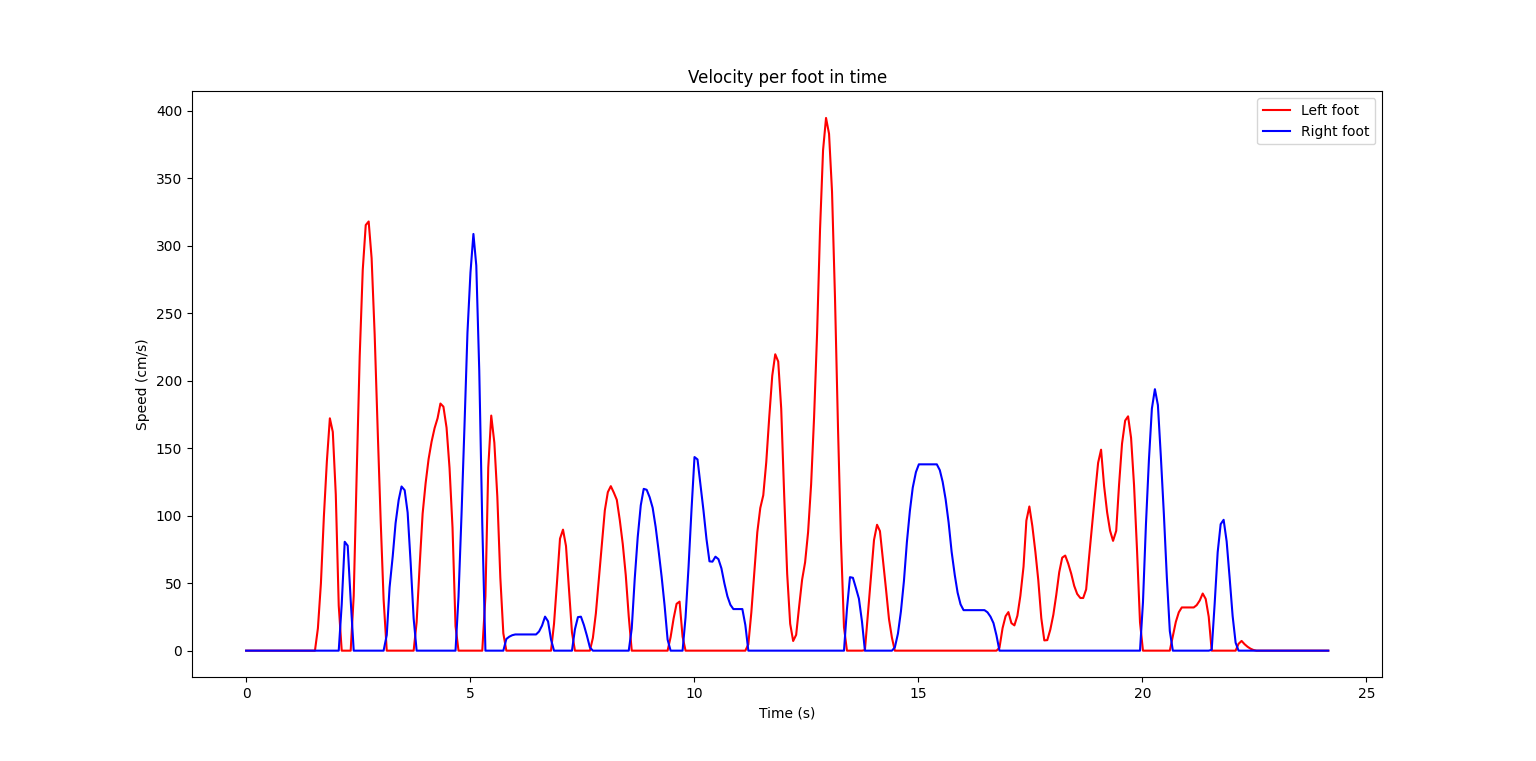 Velocity per foot in time
Left foot
Right foot
400
350
300
250
200
150
100
50
0
Speed (cm/s)
0 5 10 15 20 25
Time (s)